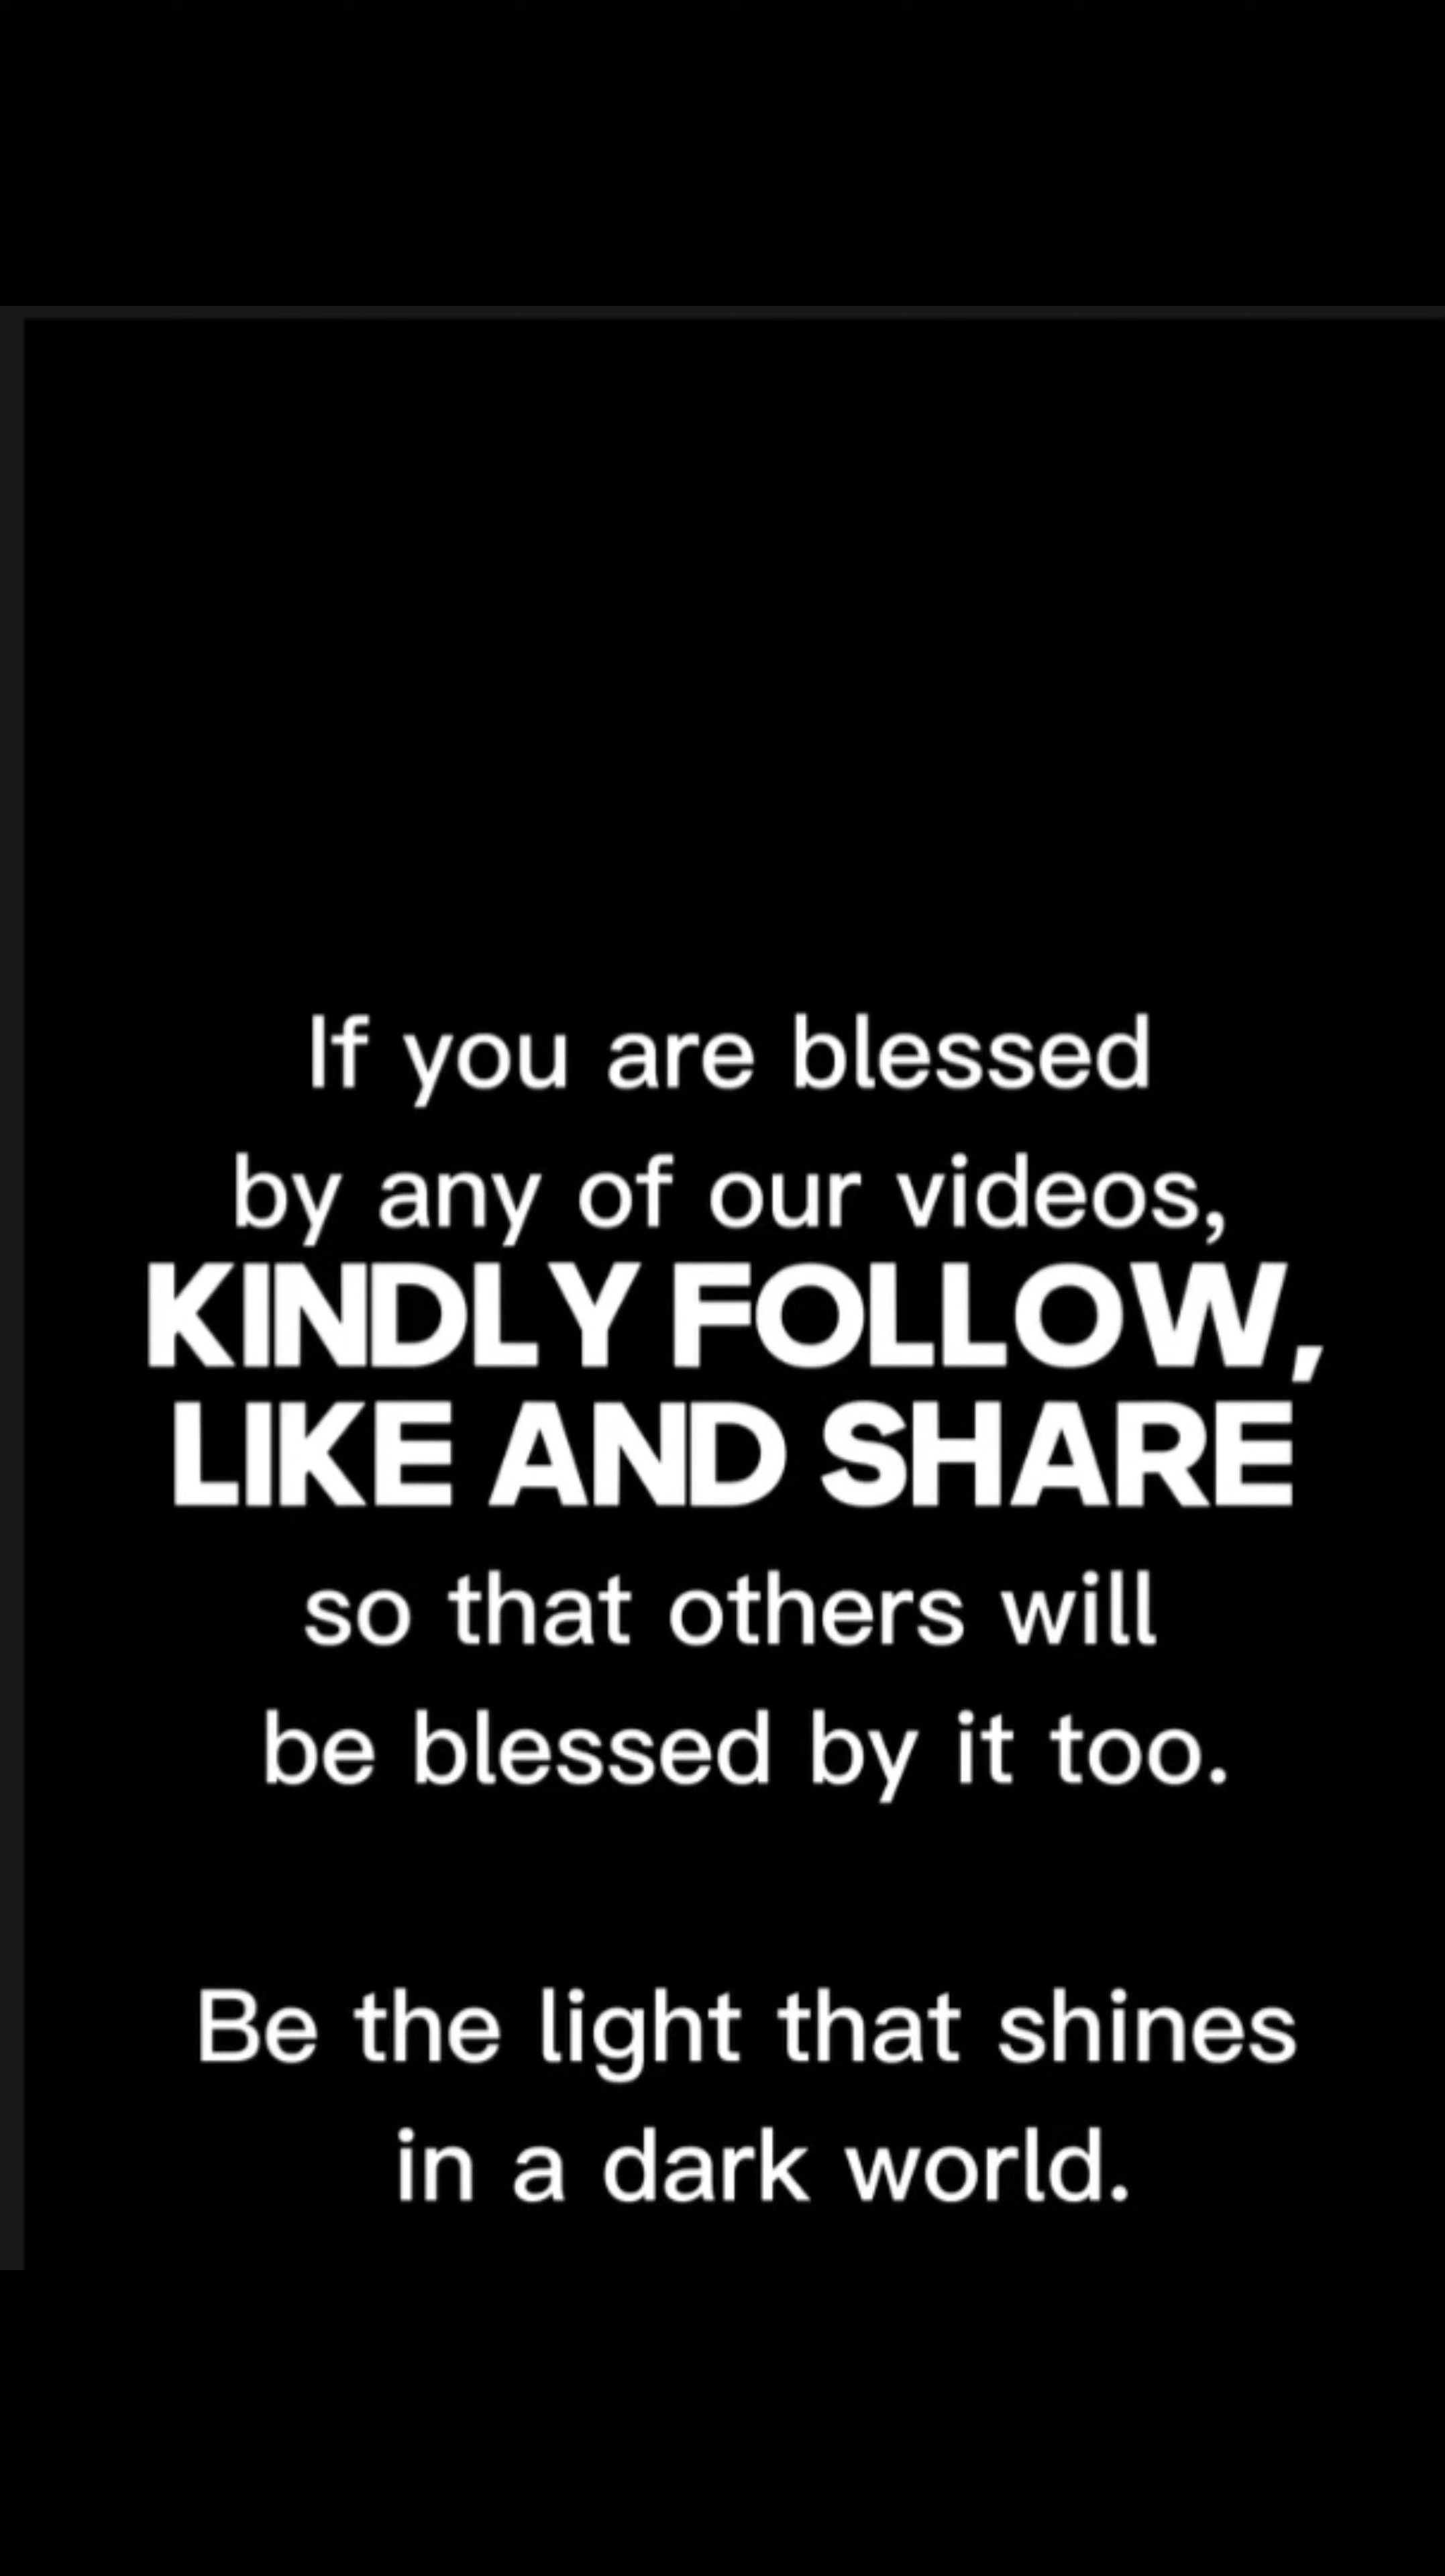 If you are blessed
by any of our videos,
KINDLY FOLLOW,
LIKE AND SHARE
so that others will
be blessed by it too.
Be the light that shines
in a dark world.